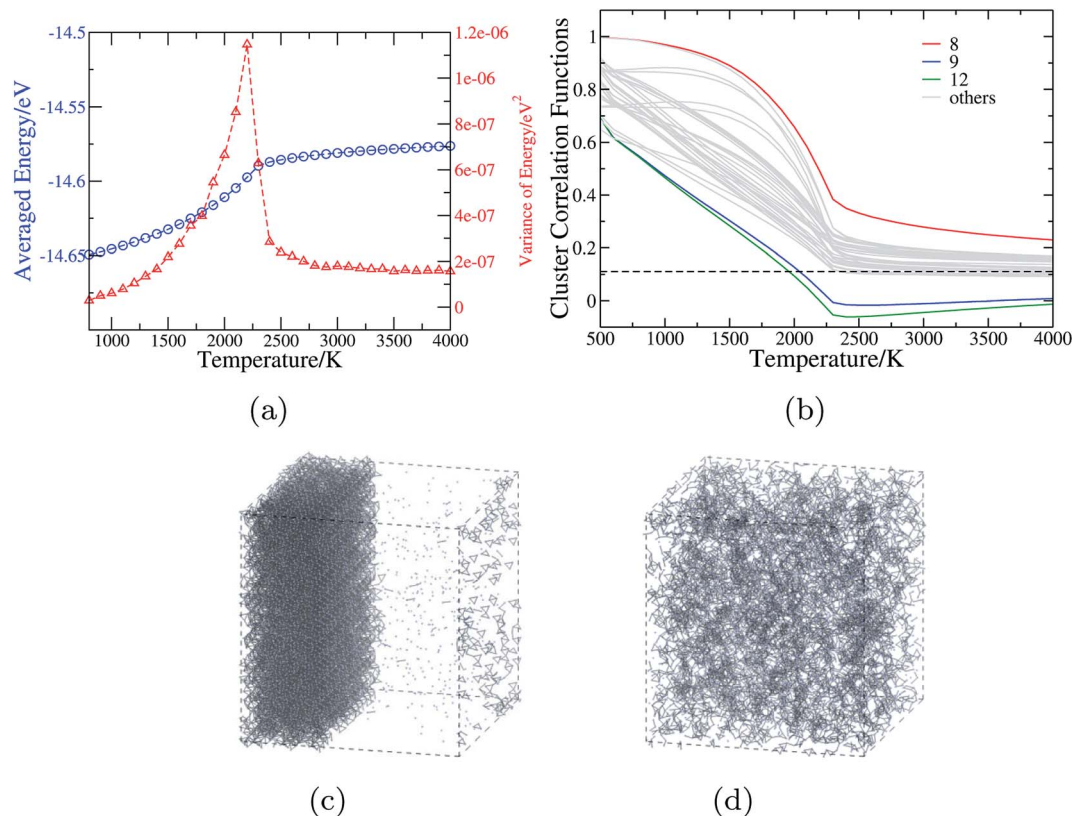 -14.5
-14.55
-14.6
-14.65
Averaged Energy/eV
1.2e-06
1e-06
8e-07
6e-07
4e-07
2e-07
0
Variance of Energy/eV²
1000 1500 2000 2500 3000 3500 4000
Temperature/K
(a)
1
0.8
0.6
0.4
0.2
0
Cluster Correlation Functions
8
9
12
others
500 1000 1500 2000 2500 3000 3500 4000
Temperature/K
(b)
(c)
(d)